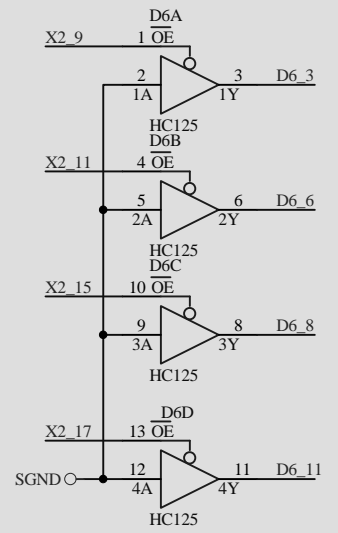 D6A
X2_9 1 OE
2 3 D6_3
1A 1Y
HC125
D6B
X2_11 4 OE
5 6 D6_6
2A 2Y
HC125
D6C
X2_15 10 OE
9 8 D6_8
3A 3Y
HC125
D6D
X2_17 13 OE
SGND 12 11 D6_11
4A 4Y
HC125